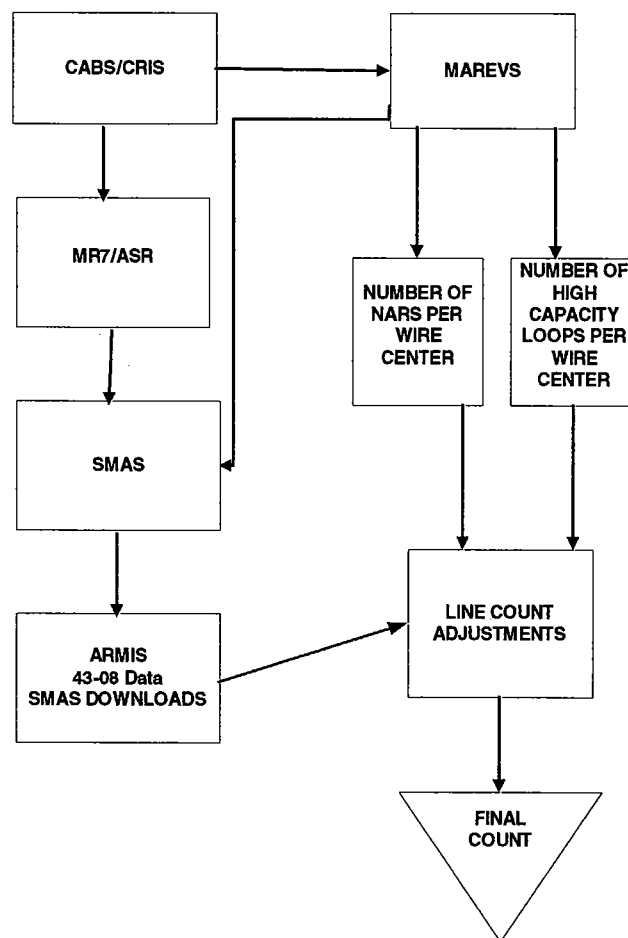 CABS/CRIS
MAREVS
MR7/ASR
NUMBER OF
NARS PER
WIRE
CENTER
NUMBER OF
HIGH
CAPACITY
LOOPS PER
WIRE
CENTER
SMAS
LINE COUNT
ADJUSTMENTS
ARMIS
43-08 Data
SMAS DOWNLOADS
FINAL
COUNT